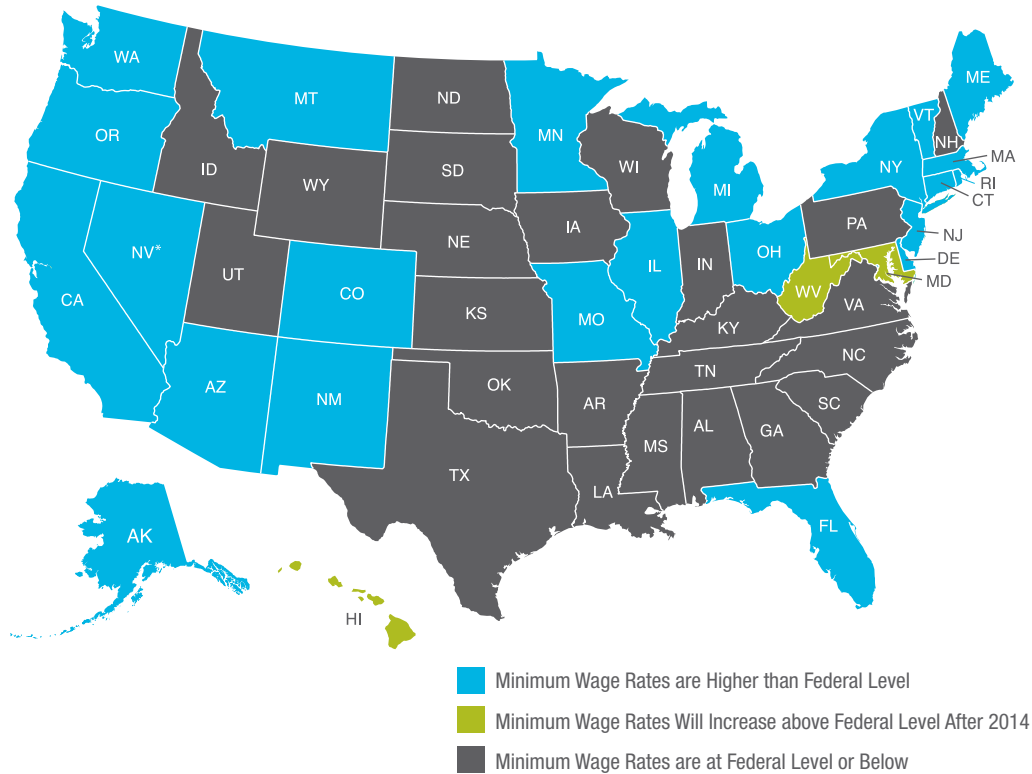 WA
MT
ND
MN
ME
VT
NH
OR
ID
WY
SD
WI
MI
NY
MA
RI
CT
NV*
UT
CO
NE
IA
IL
IN
OH
PA
NJ
DE
MD
CA
KS
MO
KY
WV
VA
AZ
NM
OK
AR
TN
NC
SC
TX
LA
MS
AL
GA
FL
AK
HI
Minimum Wage Rates are Higher than Federal Level
Minimum Wage Rates Will Increase above Federal Level After 2014
Minimum Wage Rates are at Federal Level or Below